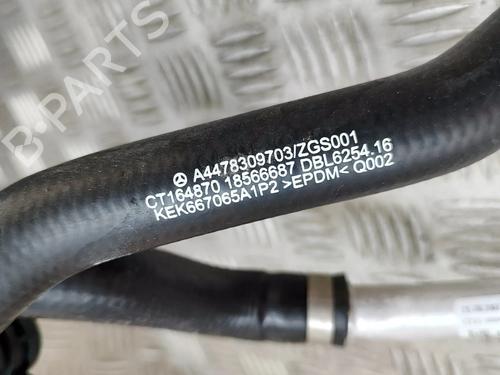 B-PARTS
A4478309703/ZGS001
CT164870 18566687 DBL6254.16
KEK667065A1P2 >EPDM< Q002